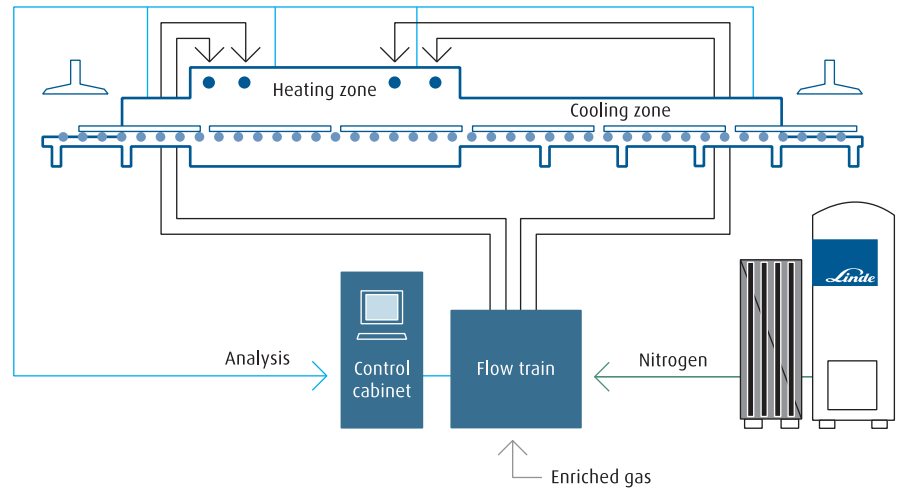 Heating zone
Cooling zone
Linde
Analysis
Control
cabinet
Flow train
Nitrogen
Enriched gas